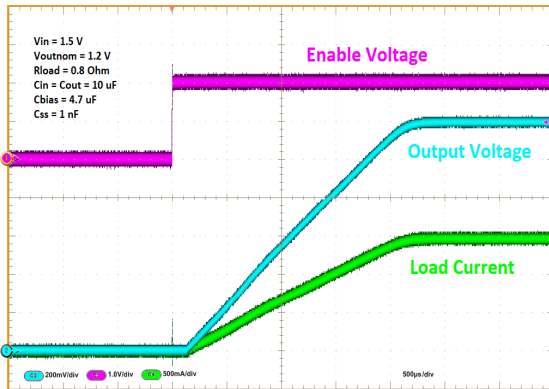 Vin = 1.5 V
Voutnom = 1.2 V
Rload = 0.8 Ohm
Cin = Cout = 10 uF
Cbias = 4.7 uF
Css = 1 nF
Enable Voltage
Output Voltage
Load Current
C2 200mV/div 1.0V/div 500mA/div 500µs/div